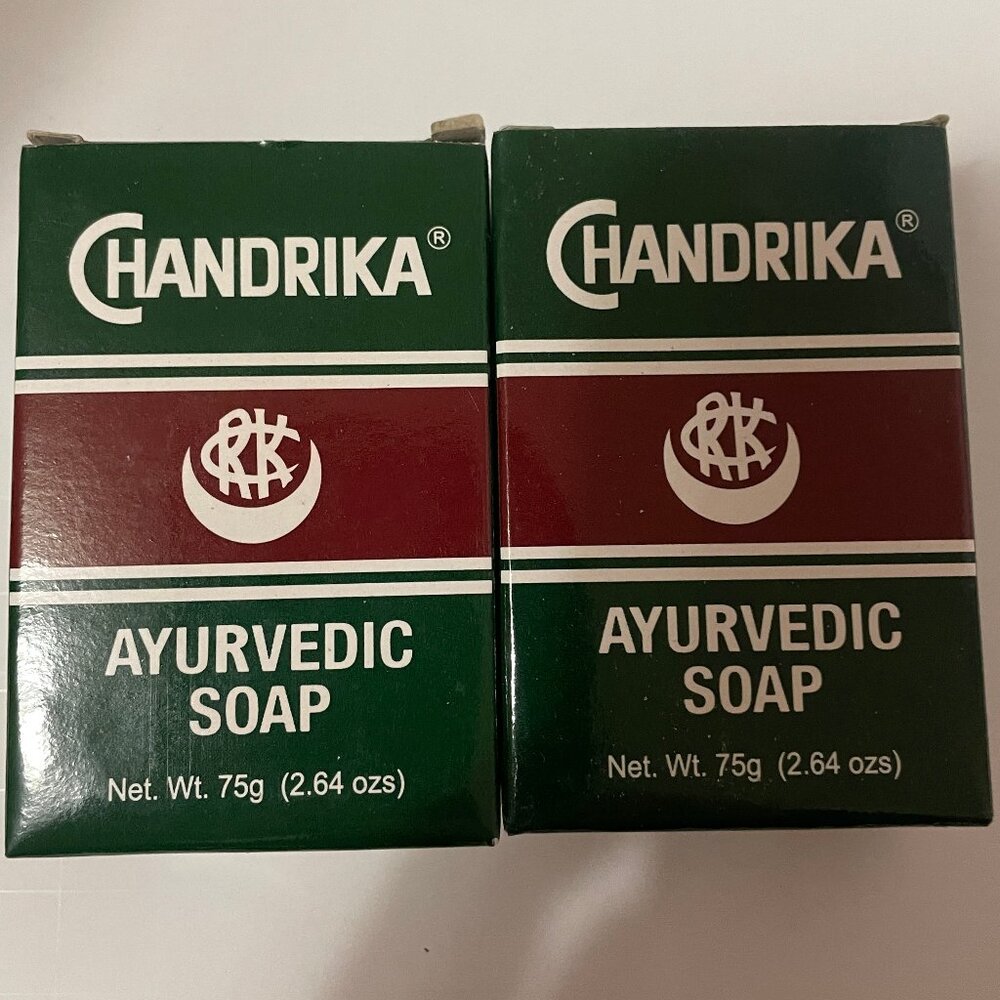 CHANDRIKA®
AYURVEDIC
SOAP
Net. Wt. 75g (2.64 ozs)
CHANDRIKA®
AYURVEDIC
SOAP
Net. Wt. 75g (2.64 ozs)